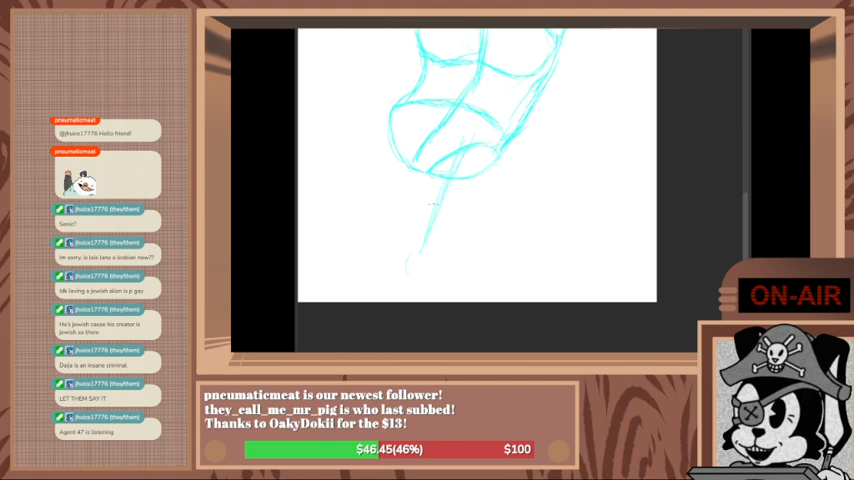 pneumaticmeat
@jhuice17776 Hello friend!
pneumaticmeat
jhuice17776 (they/them)
Sonic?
jhuice17776 (they/them)
Im sorry, is lois lane a lesbian now??
jhuice17776 (they/them)
Idk loving a jewish alien is p gay
jhuice17776 (they/them)
He's jewish cause his creator is
jewish so there
jhuice17776 (they/them)
Dalja is an insane criminal
jhuice17776 (they/them)
LET THEM SAY IT
jhuice17776 (they/them)
Agent 47 is listening
ON-AIR
pneumaticmeat is our newest follower!
they_call_me_mr_pig is who last subbed!
Thanks to OakyDokii for the $13!
$46.45(46%) $100